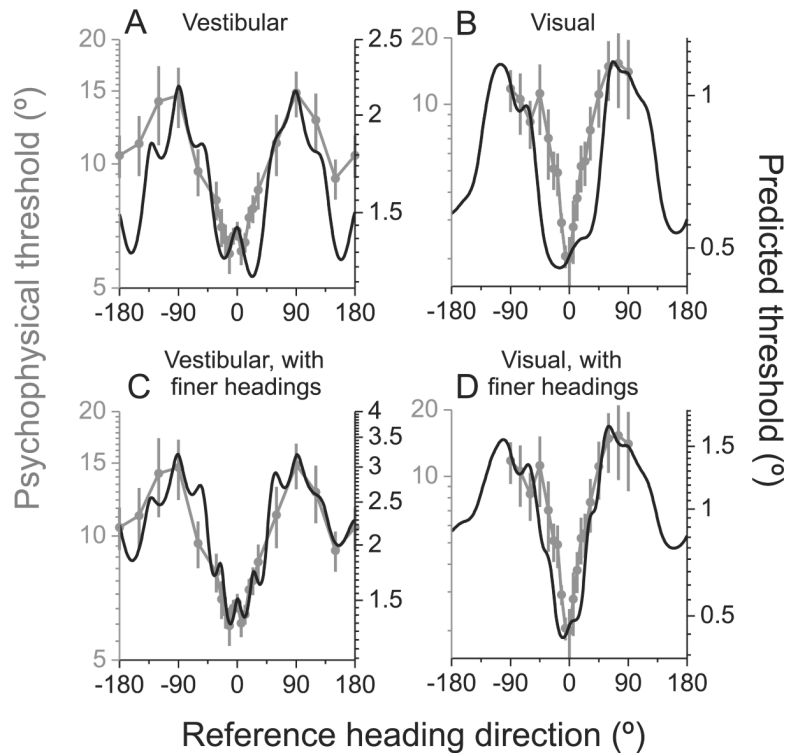 A Vestibular
B Visual
20
15
10
5
2.5
2
1.5
1
20
10
1
0.5
-180 -90 0 90 180
-180 -90 0 90 180
C Vestibular, with
finer headings
D Visual, with
finer headings
20
15
10
5
4
3.5
3
2.5
2
1.5
1
20
10
1.5
1
0.5
-180 -90 0 90 180
-180 -90 0 90 180
Psychophysical threshold (º)
Predicted threshold (º)
Reference heading direction (º)